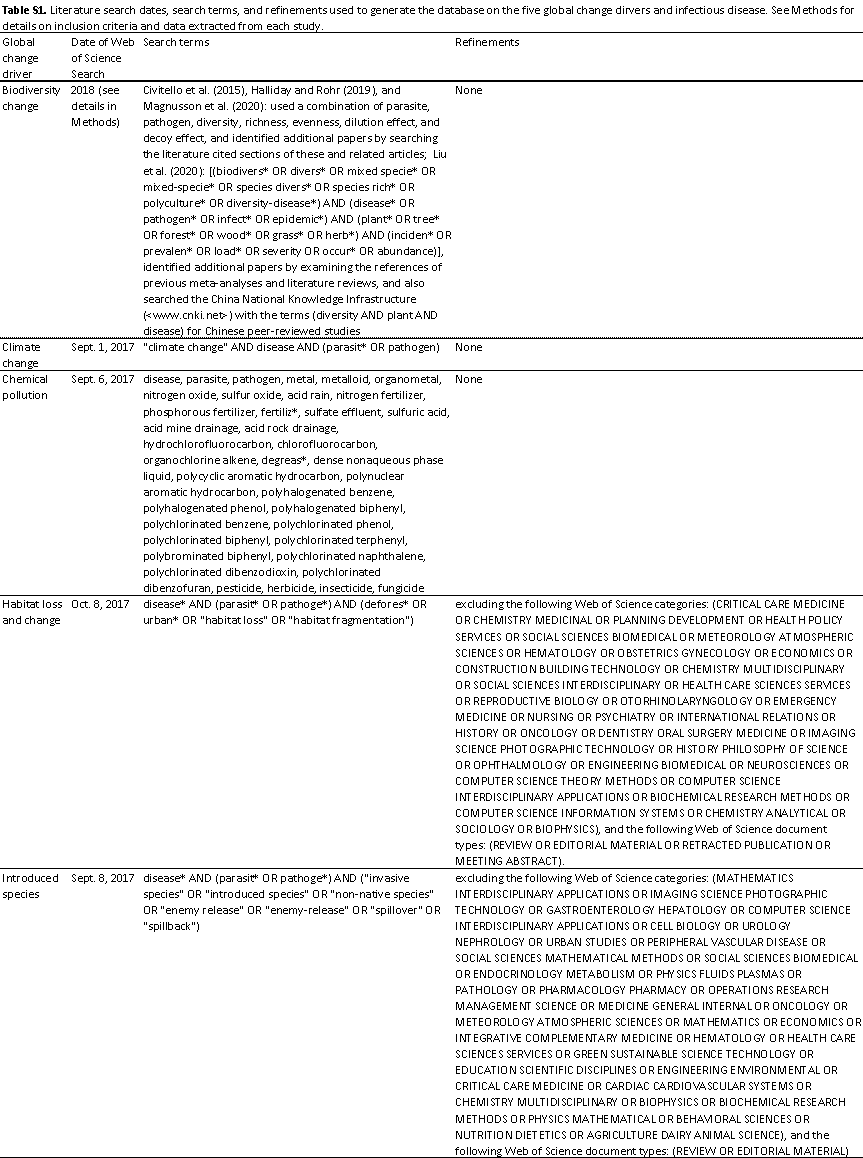 Table S1. Literature search dates, search terms, and refinements used to generate the database on the five global change dirvers and infectious disease. See Methods for
details on inclusion criteria and data extracted from each study.
Global
change
driver
Date of Web
of Science
Search
Search terms
Refinements
Biodiversity
change
2018 (see
details in
Methods)
Civitello et al. (2015), Halliday and Rohr (2019), and
Magnusson et al. (2020): used a combination of parasite,
pathogen, diversity, richness, evenness, dilution effect, and
decoy effect, and identified additional papers by searching
the literature cited sections of these and related articles; Liu
et al. (2020): [(biodivers* OR divers* OR mixed specie* OR
mixed-specie* OR species divers* OR species rich* OR
polyculture* OR diversity-disease*) AND (disease* OR
pathogen* OR infect* OR epidemic*) AND (plant* OR tree*
OR forest* OR wood* OR grass* OR herb*) AND (inciden* OR
prevalen* OR load* OR severity OR occur* OR abundance)],
identified additional papers by examining the references of
previous meta-analyses and literature reviews, and also
searched the China National Knowledge Infrastructure
(<www.cnki.net>) with the terms (diversity AND plant AND
disease) for Chinese peer-reviewed studies
None
Climate
change
Sept. 1, 2017
"climate change" AND disease AND (parasit* OR pathogen)
None
Chemical
pollution
Sept. 6, 2017
disease, parasite, pathogen, metal, metalloid, organometal,
nitrogen oxide, sulfur oxide, acid rain, nitrogen fertilizer,
phosphorous fertilizer, fertiliz*, sulfate effluent, sulfuric acid,
acid mine drainage, acid rock drainage,
hydrochlorofluorocarbon, chlorofluorocarbon,
organochlorine alkene, degreas*, dense nonaqueous phase
liquid, polycyclic aromatic hydrocarbon, polynuclear
aromatic hydrocarbon, polyhalogenated benzene,
polyhalogenated phenol, polyhalogenated biphenyl,
polychlorinated benzene, polychlorinated phenol,
polychlorinated biphenyl, polychlorinated terphenyl,
polybrominated biphenyl, polychlorinated naphthalene,
polychlorinated dibenzodioxin, polychlorinated
dibenzofuran, pesticide, herbicide, insecticide, fungicide
None
Habitat loss
and change
Oct. 8, 2017
disease* AND (parasit* OR pathoge*) AND (defores* OR
urban* OR "habitat loss" OR "habitat fragmentation")
excluding the following Web of Science categories: (CRITICAL CARE MEDICINE
OR CHEMISTRY MEDICINAL OR PLANNING DEVELOPMENT OR HEALTH POLICY
SERVICES OR SOCIAL SCIENCES BIOMEDICAL OR METEOROLOGY ATMOSPHERIC
SCIENCES OR HEMATOLOGY OR OBSTETRICS GYNECOLOGY OR ECONOMICS OR
CONSTRUCTION BUILDING TECHNOLOGY OR CHEMISTRY MULTIDISCIPLINARY
OR SOCIAL SCIENCES INTERDISCIPLINARY OR HEALTH CARE SCIENCES SERVICES
OR REPRODUCTIVE BIOLOGY OR OTORHINOLARYNGOLOGY OR EMERGENCY
MEDICINE OR NURSING OR PSYCHIATRY OR INTERNATIONAL RELATIONS OR
HISTORY OR ONCOLOGY OR DENTISTRY ORAL SURGERY MEDICINE OR IMAGING
SCIENCE PHOTOGRAPHIC TECHNOLOGY OR HISTORY PHILOSOPHY OF SCIENCE
OR OPHTHALMOLOGY OR ENGINEERING BIOMEDICAL OR NEUROSCIENCES OR
COMPUTER SCIENCE THEORY METHODS OR COMPUTER SCIENCE
INTERDISCIPLINARY APPLICATIONS OR BIOCHEMICAL RESEARCH METHODS OR
COMPUTER SCIENCE INFORMATION SYSTEMS OR CHEMISTRY ANALYTICAL OR
SOCIOLOGY OR BIOPHYSICS), and the following Web of Science document
types: (REVIEW OR EDITORIAL MATERIAL OR RETRACTED PUBLICATION OR
MEETING ABSTRACT).
Introduced
species
Sept. 8, 2017
disease* AND (parasit* OR pathoge*) AND ("invasive
species" OR "introduced species" OR "non-native species"
OR "enemy release" OR "enemy-release" OR "spillover" OR
"spillback")
excluding the following Web of Science categories: (MATHEMATICS
INTERDISCIPLINARY APPLICATIONS OR IMAGING SCIENCE PHOTOGRAPHIC
TECHNOLOGY OR GASTROENTEROLOGY HEPATOLOGY OR COMPUTER SCIENCE
INTERDISCIPLINARY APPLICATIONS OR CELL BIOLOGY OR UROLOGY
NEPHROLOGY OR URBAN STUDIES OR PERIPHERAL VASCULAR DISEASE OR
SOCIAL SCIENCES MATHEMATICAL METHODS OR SOCIAL SCIENCES BIOMEDICAL
OR ENDOCRINOLOGY METABOLISM OR PHYSICS FLUIDS PLASMAS OR
PATHOLOGY OR PHARMACOLOGY PHARMACY OR OPERATIONS RESEARCH
MANAGEMENT SCIENCE OR MEDICINE GENERAL INTERNAL OR ONCOLOGY OR
METEOROLOGY ATMOSPHERIC SCIENCES OR MATHEMATICS OR ECONOMICS OR
INTEGRATIVE COMPLEMENTARY MEDICINE OR HEMATOLOGY OR HEALTH CARE
SCIENCES SERVICES OR GREEN SUSTAINABLE SCIENCE TECHNOLOGY OR
EDUCATION SCIENTIFIC DISCIPLINES OR ENGINEERING ENVIRONMENTAL OR
CRITICAL CARE MEDICINE OR CARDIAC CARDIOVASCULAR SYSTEMS OR
CHEMISTRY MULTIDISCIPLINARY OR BIOPHYSICS OR BIOCHEMICAL RESEARCH
METHODS OR PHYSICS MATHEMATICAL OR BEHAVIORAL SCIENCES OR
NUTRITION DIETETICS OR AGRICULTURE DAIRY ANIMAL SCIENCE), and the
following Web of Science document types: (REVIEW OR EDITORIAL MATERIAL)